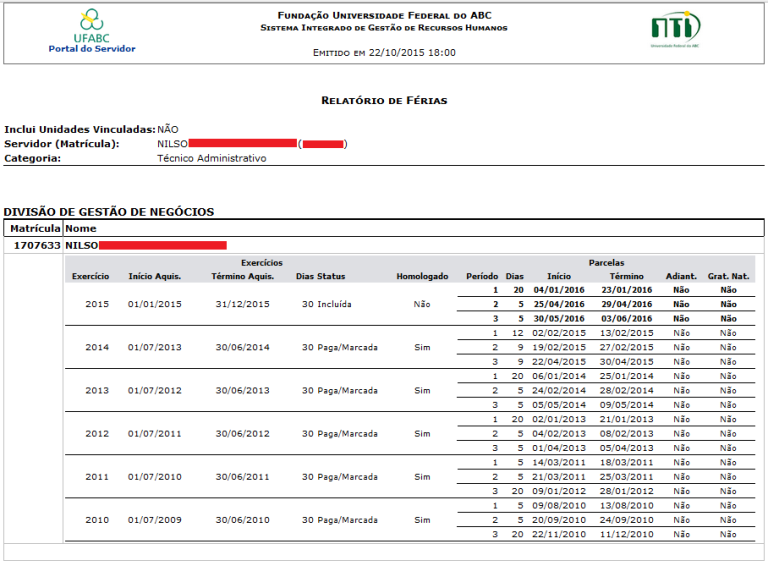 UFABC
Portal do Servidor
Fundação Universidade Federal do ABC
Sistema Integrado de Gestão de Recursos Humanos
Emitido em 22/10/2015 18:00
nti
Universidade Federal do ABC
Relatório de Férias
Inclui Unidades Vinculadas: NÃO
Servidor (Matrícula): NILSO ( )
Categoria: Técnico Administrativo
DIVISÃO DE GESTÃO DE NEGÓCIOS
Matrícula Nome
1707633 NILSO
Exercícios Parcelas
Exercício Início Aquis. Término Aquis. Dias Status Homologado Período Dias Início Término Adiant. Grat. Nat.
1 20 04/01/2016 23/01/2016 Não Não
2015 01/01/2015 31/12/2015 30 Incluída Não 2 5 25/04/2016 29/04/2016 Não Não
3 5 30/05/2016 03/06/2016 Não Não
1 12 02/02/2015 13/02/2015 Não Não
2014 01/07/2013 30/06/2014 30 Paga/Marcada Sim 2 9 19/02/2015 27/02/2015 Não Não
3 9 22/04/2015 30/04/2015 Não Não
1 20 06/01/2014 25/01/2014 Não Não
2013 01/07/2012 30/06/2013 30 Paga/Marcada Sim 2 5 24/02/2014 28/02/2014 Não Não
3 5 05/05/2014 09/05/2014 Não Não
1 20 02/01/2013 21/01/2013 Não Não
2012 01/07/2011 30/06/2012 30 Paga/Marcada Sim 2 5 04/02/2013 08/02/2013 Não Não
3 5 01/04/2013 05/04/2013 Não Não
1 5 14/03/2011 18/03/2011 Não Não
2011 01/07/2010 30/06/2011 30 Paga/Marcada Sim 2 5 21/03/2011 25/03/2011 Não Não
3 20 09/01/2012 28/01/2012 Não Não
1 5 09/08/2010 13/08/2010 Não Não
2010 01/07/2009 30/06/2010 30 Paga/Marcada Sim 2 5 20/09/2010 24/09/2010 Não Não
3 20 22/11/2010 11/12/2010 Não Não